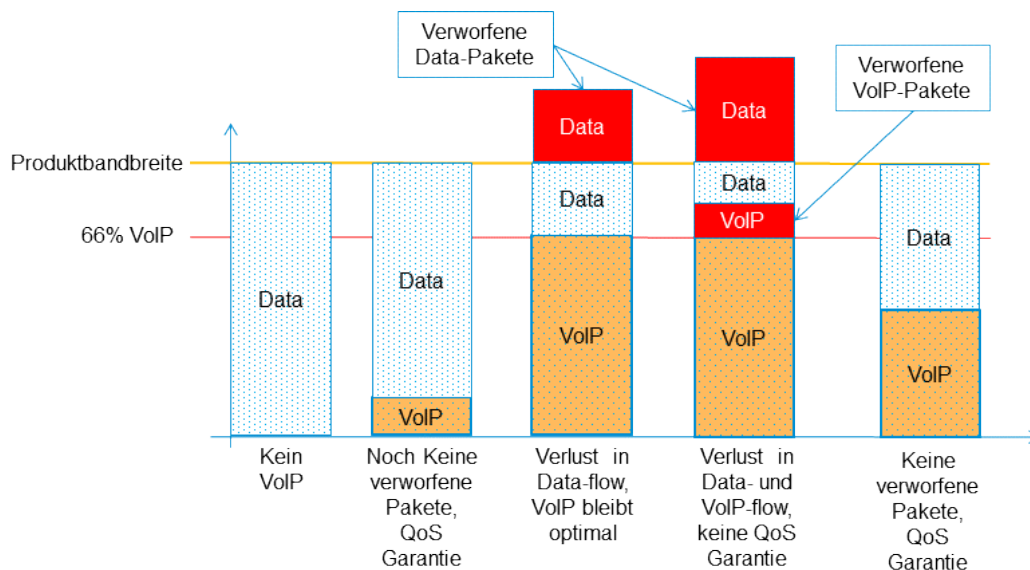 Verworfene
Data-Pakete
Verworfene
VoIP-Pakete
Data
Data
Produktbandbreite
Data
Data
VoIP
66% VoIP
Data
Data
Data
VoIP
VoIP
VoIP
VoIP
Kein
VoIP
Noch Keine
verworfene
Pakete,
QoS
Garantie
Verlust in
Data-flow,
VoIP bleibt
optimal
Verlust in
Data- und
VoIP-flow,
keine QoS
Garantie
Keine
verworfene
Pakete,
QoS
Garantie